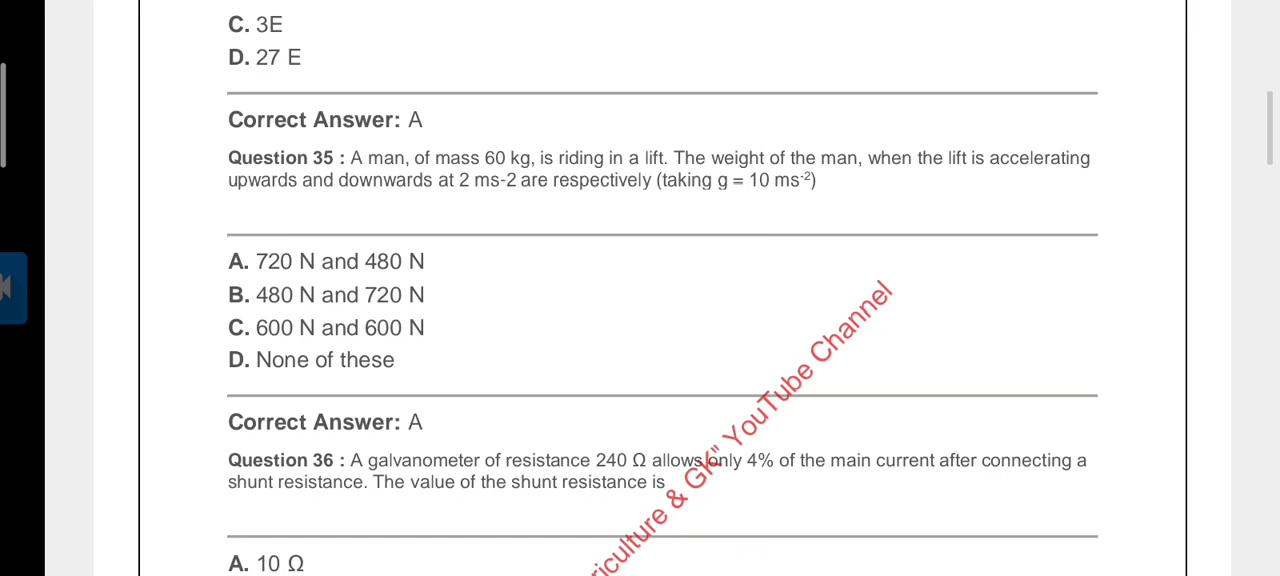 C. 3E
D. 27 E
Correct Answer: A
Question 35 : A man, of mass 60 kg, is riding in a lift. The weight of the man, when the lift is accelerating
upwards and downwards at 2 ms-2 are respectively (taking g = 10 ms⁻²)
A. 720 N and 480 N
B. 480 N and 720 N
C. 600 N and 600 N
D. None of these
Correct Answer: A
Question 36 : A galvanometer of resistance 240 Ω allows only 4% of the main current after connecting a
shunt resistance. The value of the shunt resistance is
A. 10 Ω
riculture & GK" YouTube Channel